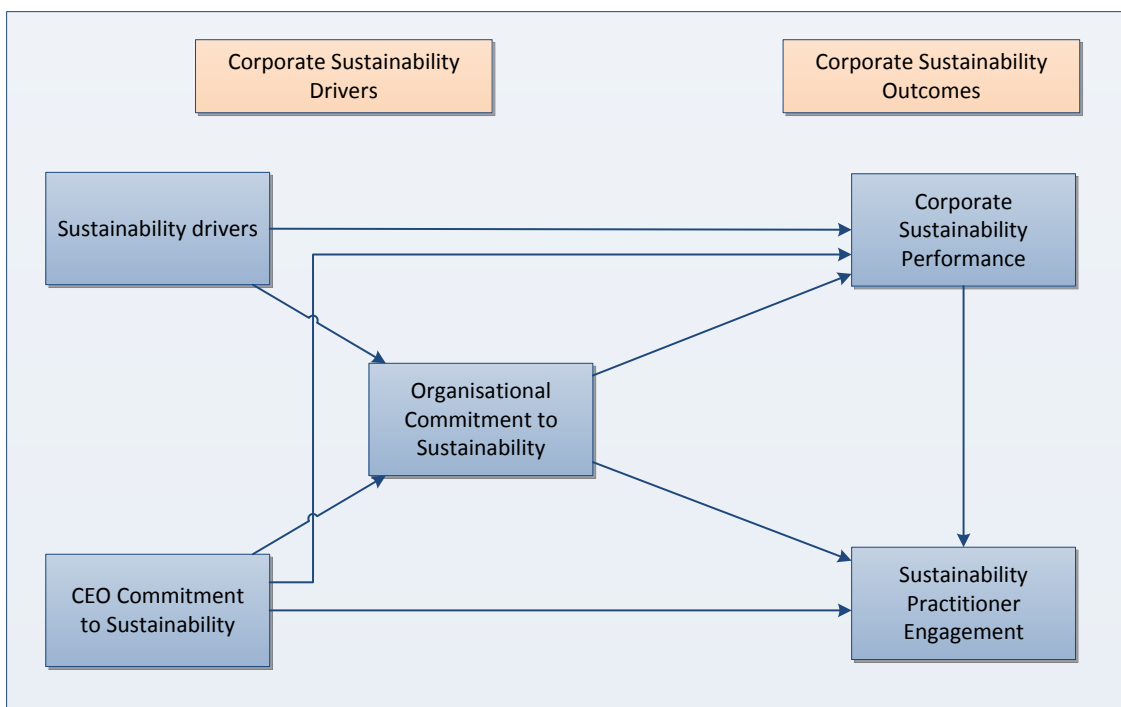 Corporate Sustainability
Drivers
Corporate Sustainability
Outcomes
Sustainability drivers
Corporate
Sustainability
Performance
Organisational
Commitment to
Sustainability
CEO Commitment
to Sustainability
Sustainability
Practitioner
Engagement